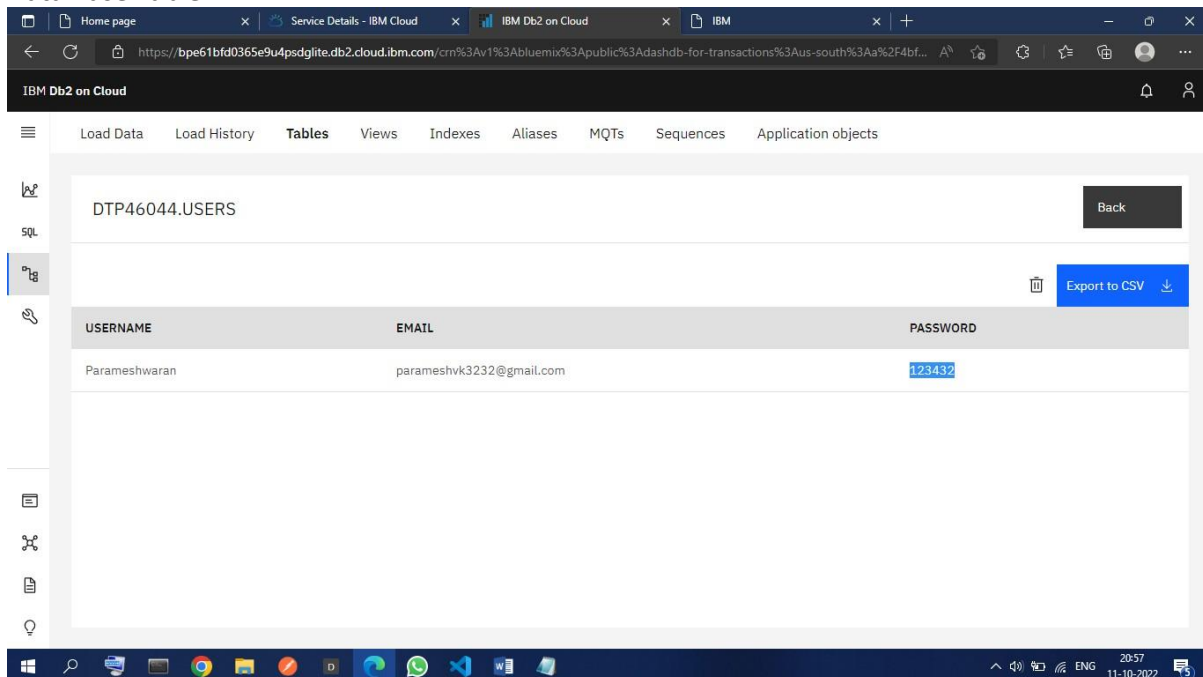 Home page
Service Details - IBM Cloud
IBM Db2 on Cloud
IBM
https://bpe61bfd0365e9u4psdglite.db2.cloud.ibm.com/crn%3Av1%3Abluemix%3Apublic%3Adashdb-for-transactions%3Aus-south%3Aa%2F4bf...
IBM Db2 on Cloud
Load Data Load History Tables Views Indexes Aliases MQTs Sequences Application objects
DTP46044.USERS
Back
SQL
Export to CSV
USERNAME EMAIL PASSWORD
Parameshwaran parameshvk3232@gmail.com 123432
ENG
20:57
11-10-2022
5